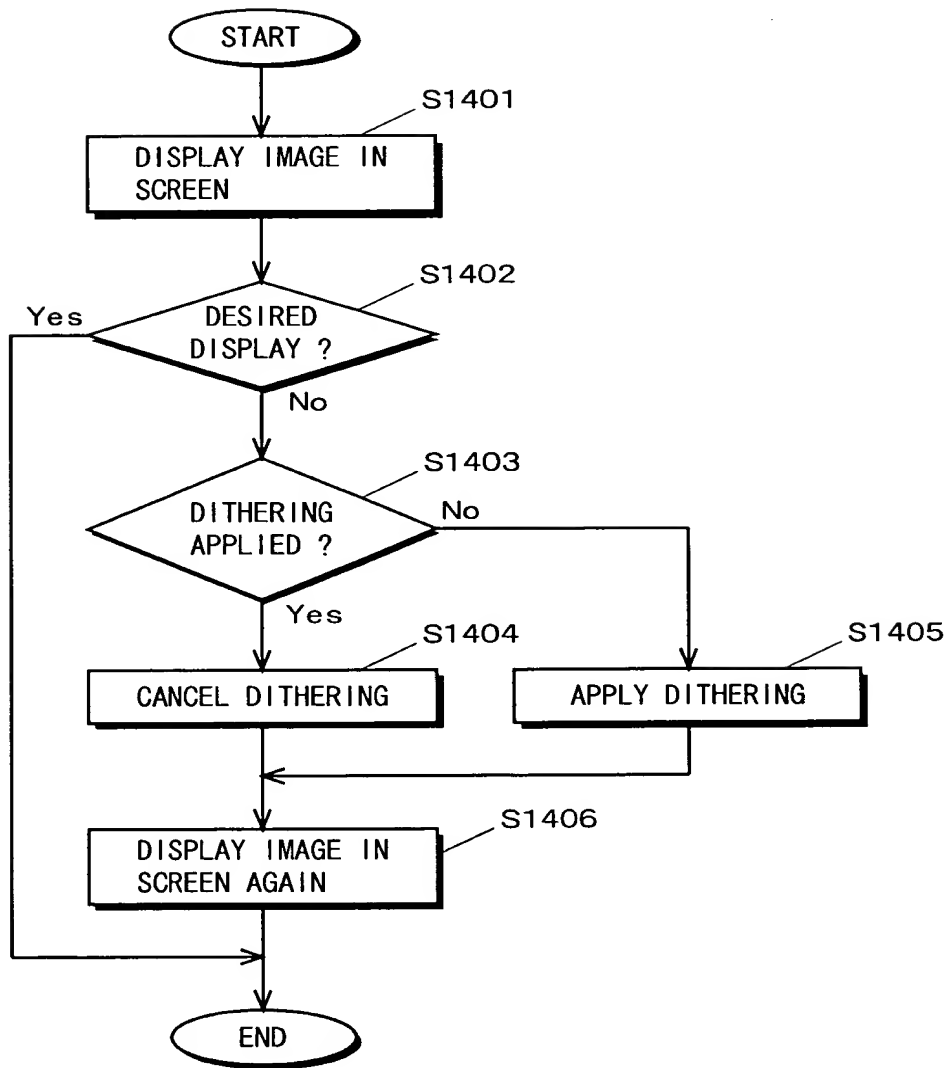 START
S1401
DISPLAY IMAGE IN
SCREEN
S1402
Yes
DESIRED
DISPLAY ?
No
S1403
DITHERING
APPLIED ?
No
Yes
S1404
S1405
CANCEL DITHERING
APPLY DITHERING
S1406
DISPLAY IMAGE IN
SCREEN AGAIN
END